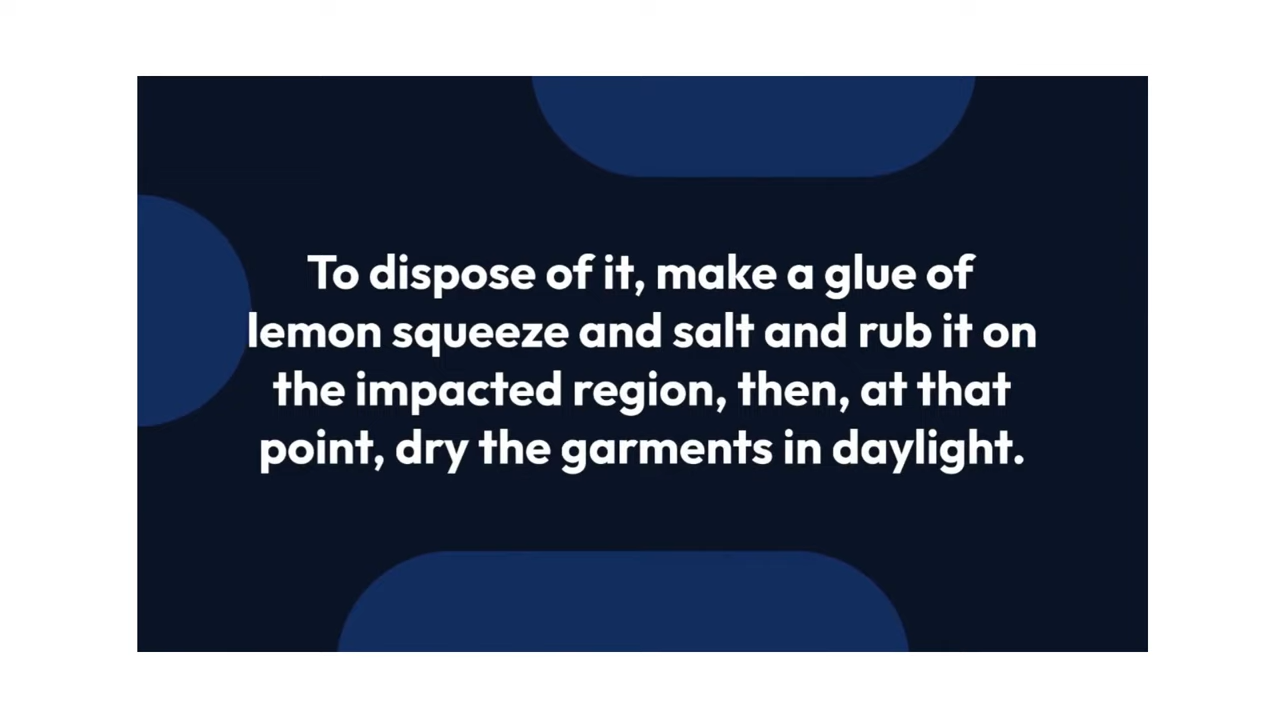 To dispose of it, make a glue of
lemon squeeze and salt and rub it on
the impacted region, then, at that
point, dry the garments in daylight.